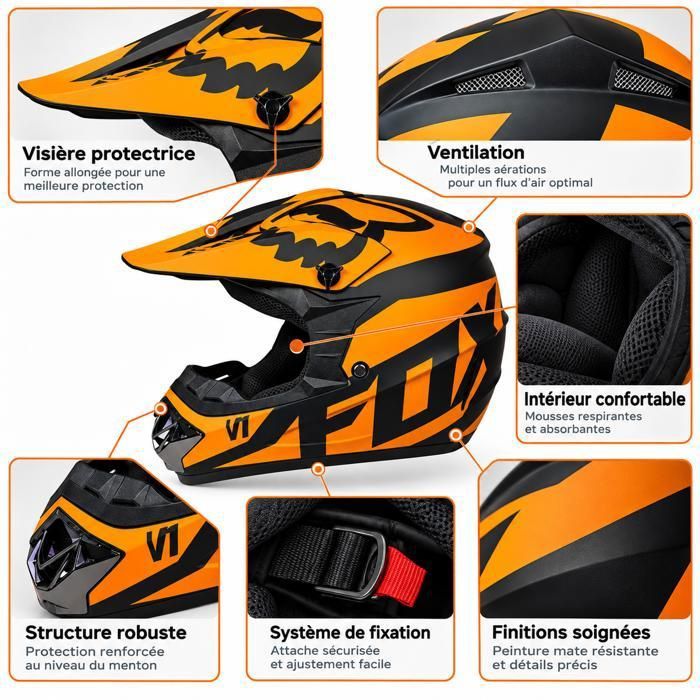 Visière protectrice
Forme allongée pour une
meilleure protection
Ventilation
Multiples aérations
pour un flux d'air optimal
Intérieur confortable
Mousses respirantes
et absorbantes
V1
FOX
V1
Structure robuste
Protection renforcée
au niveau du menton
Système de fixation
Attache sécurisée
et ajustement facile
Finitions soignées
Peinture mate résistante
et détails précis